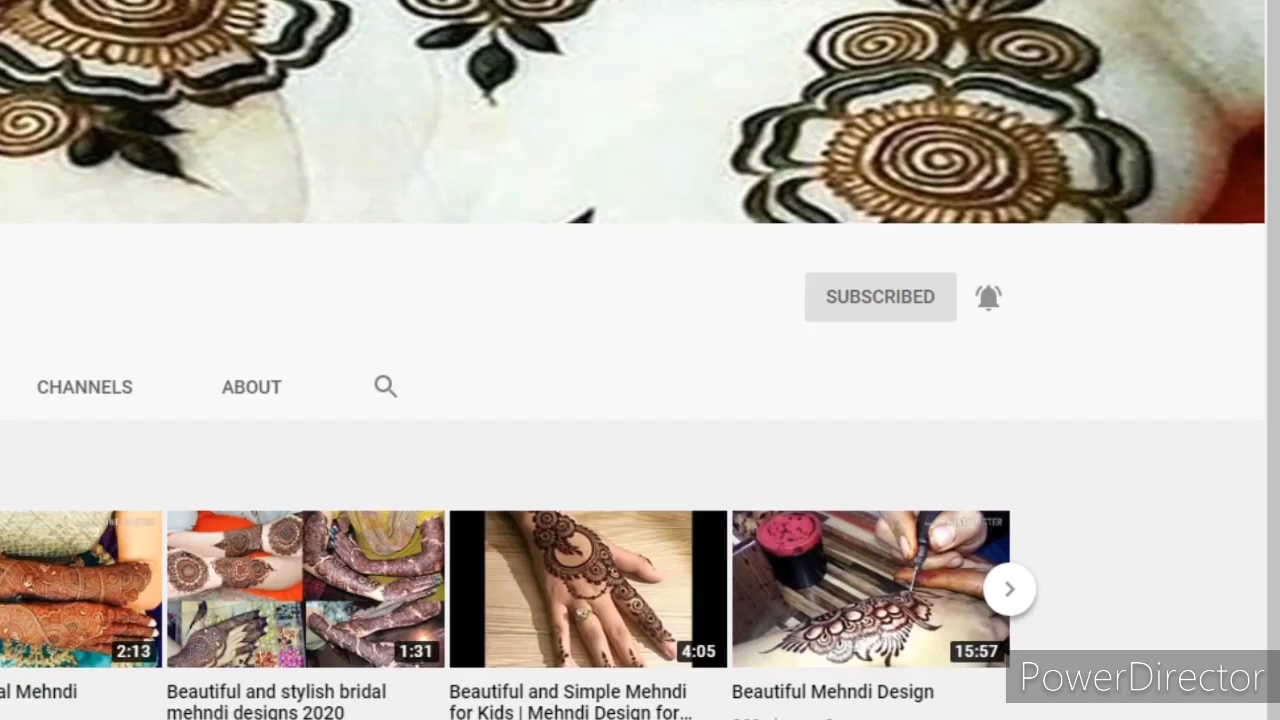 SUBSCRIBED
CHANNELS
ABOUT
2:13
1:31
4:05
15:57
al Mehndi
Beautiful and stylish bridal
mehndi designs 2020
Beautiful and Simple Mehndi
for Kids | Mehndi Design for...
Beautiful Mehndi Design
PowerDirector